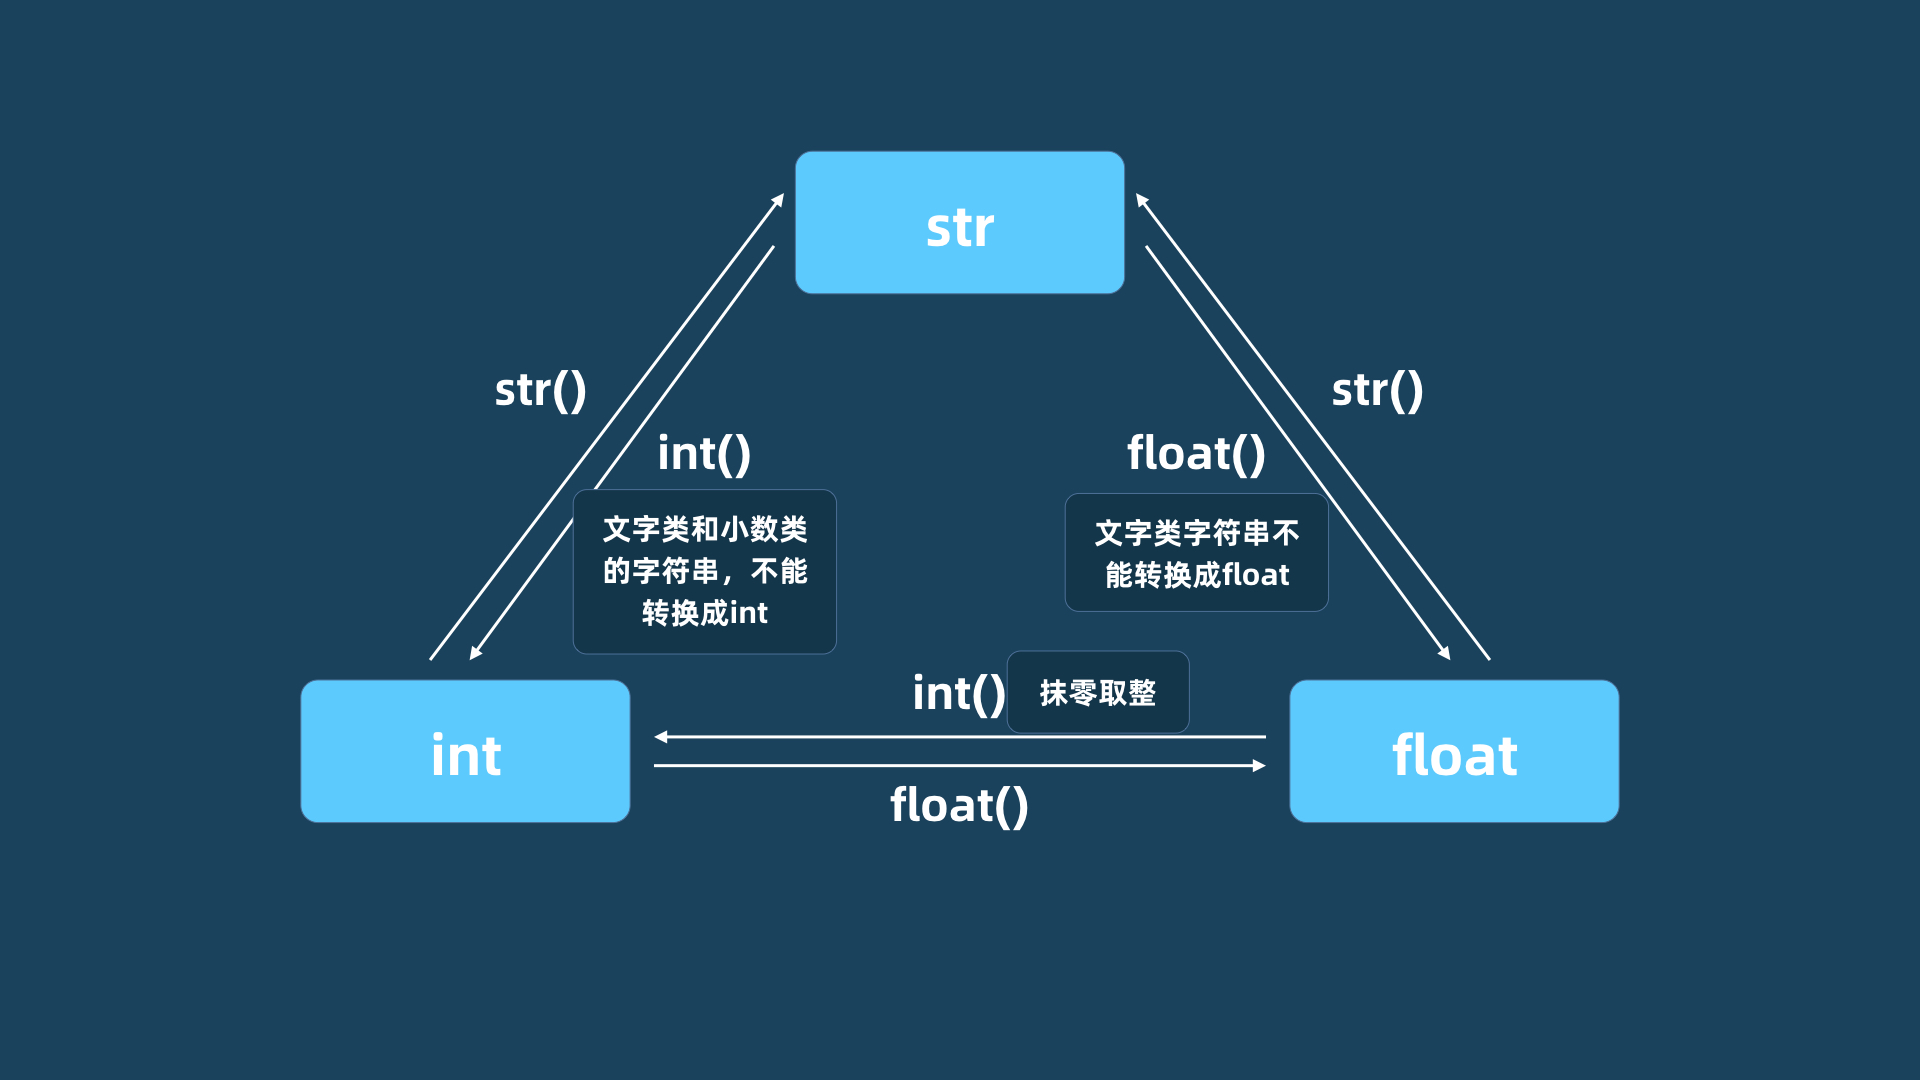 str
str()
str()
int()
float()
文字类和小数类
的字符串，不能
转换成int
文字类字符串不
能转换成float
int()
抹零取整
int
float
float()